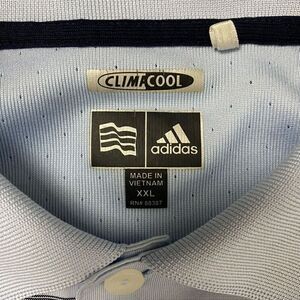 CLIMACOOL
adidas
MADE IN
VIETNAM
XXL
RN# 88387